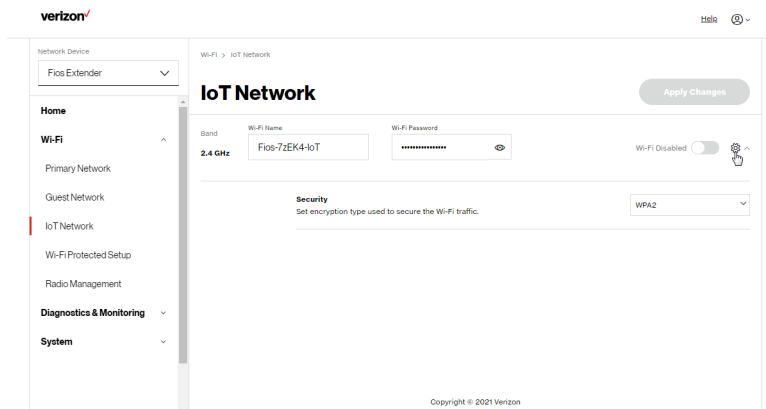 verizon
Help
Network Device
Fios Extender
Home
Wi-Fi
Primary Network
Guest Network
IoT Network
Wi-Fi Protected Setup
Radio Management
Diagnostics & Monitoring
System
Wi-Fi > IoT Network
IoT Network
Apply Changes
Band
2.4 GHz
Wi-Fi Name
Fios-7zEK4-IoT
Wi-Fi Password
••••••••••••••••
Wi-Fi Disabled
Security
Set encryption type used to secure the Wi-Fi traffic.
WPA2
Copyright © 2021 Verizon